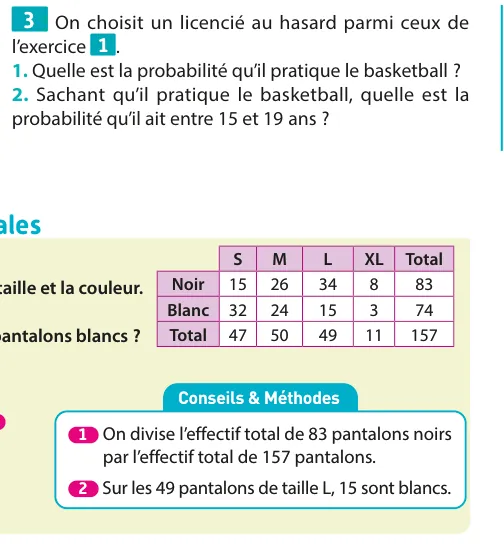 3 On choisit un licencié au hasard parmi ceux de
l'exercice 1 .
1. Quelle est la probabilité qu'il pratique le basketball ?
2. Sachant qu'il pratique le basketball, quelle est la
probabilité qu'il ait entre 15 et 19 ans ?
ales
S M L XL Total
taille et la couleur.
Noir 15 26 34 8 83
Blanc 32 24 15 3 74
pantalons blancs ?
Total 47 50 49 11 157
Conseils & Méthodes
1 On divise l'effectif total de 83 pantalons noirs
par l'effectif total de 157 pantalons.
2 Sur les 49 pantalons de taille L, 15 sont blancs.